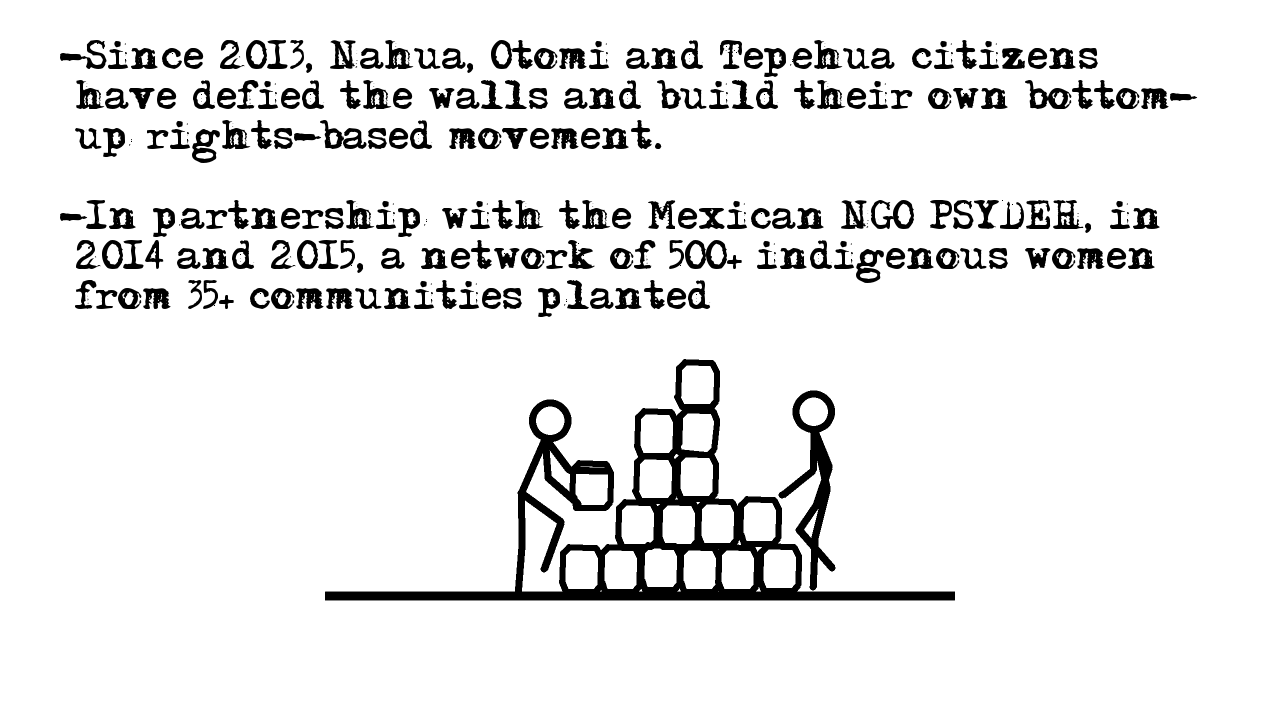 -Since 2013, Nahua, Otomi and Tepehua citizens
have defied the walls and build their own bottom-
up rights-based movement.
-In partnership with the Mexican NGO PSYDEH, in
2014 and 2015, a network of 500+ indigenous women
from 35+ communities planted